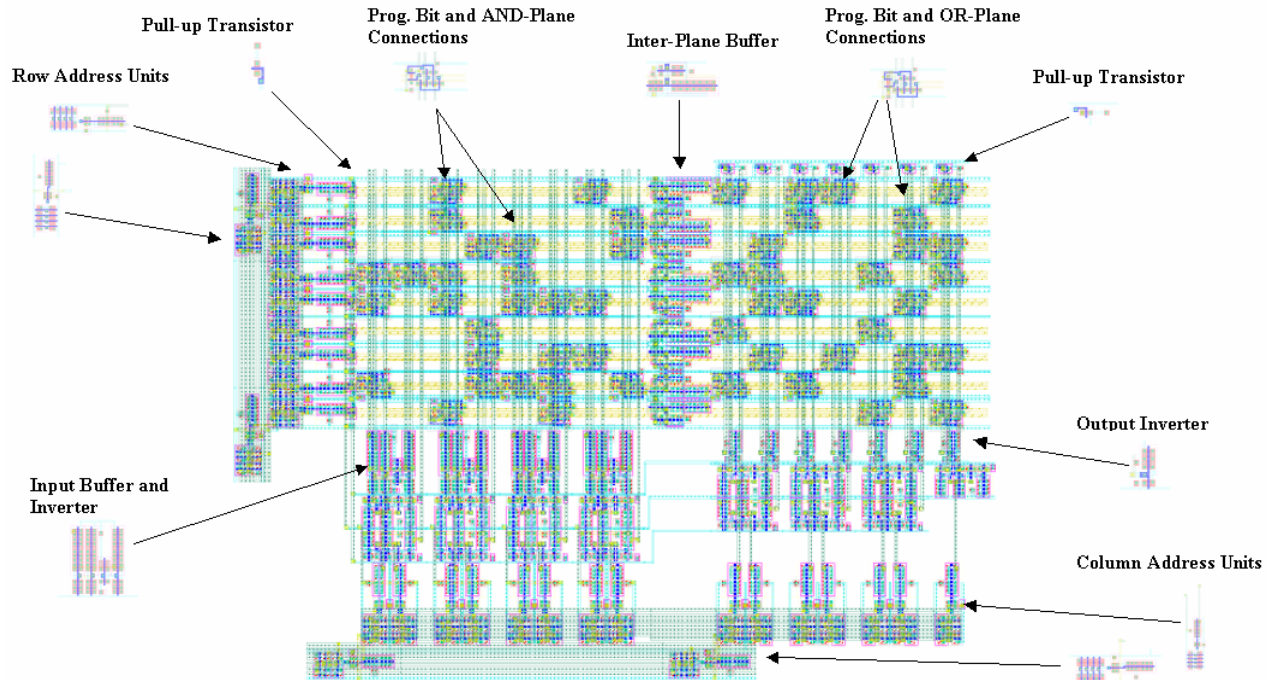 Prog. Bit and AND-Plane
Connections
Prog. Bit and OR-Plane
Connections
Pull-up Transistor
Inter-Plane Buffer
Row Address Units
Pull-up Transistor
Output Inverter
Input Buffer and
Inverter
Column Address Units